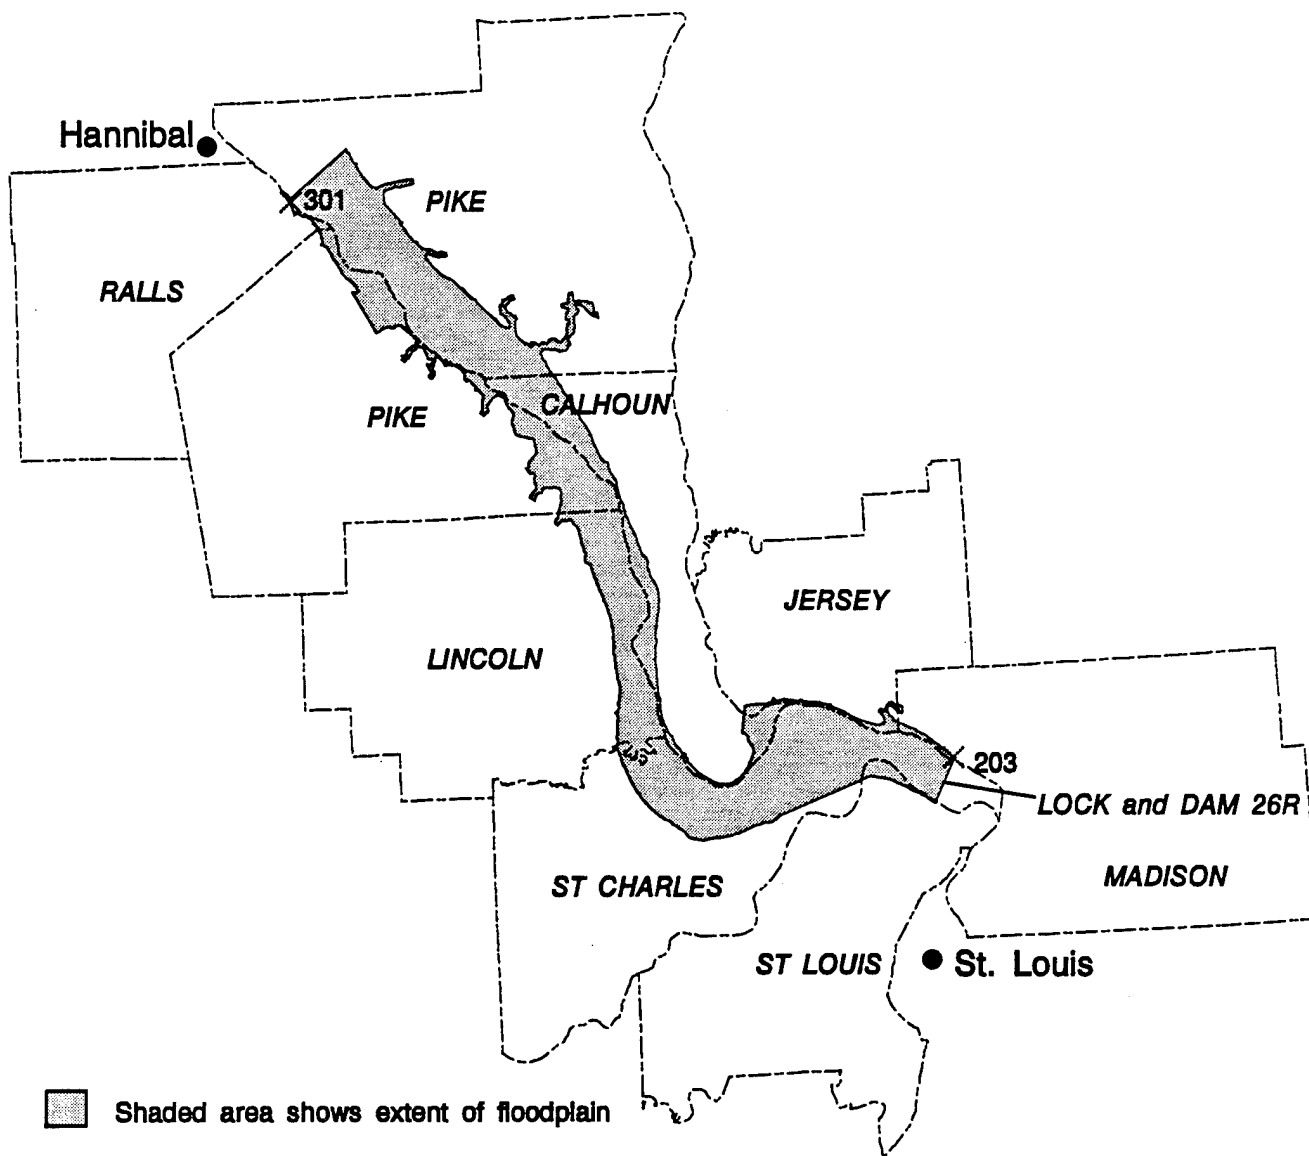 Hannibal
301
PIKE
RALLS
CALHOUN
PIKE
JERSEY
LINCOLN
203
LOCK and DAM 26R
MADISON
ST CHARLES
ST LOUIS
St. Louis
Shaded area shows extent of floodplain